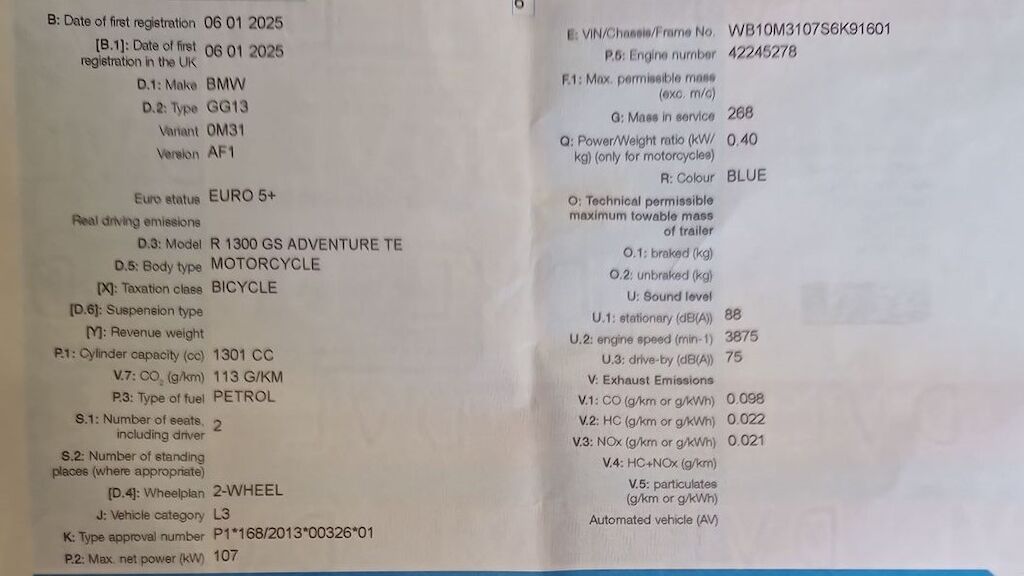 6
B: Date of first registration 06 01 2025
[B.1]: Date of first
registration in the UK 06 01 2025
D.1: Make BMW
D.2: Type GG13
Variant 0M31
Version AF1
Euro status EURO 5+
Real driving emissions
D.3: Model R 1300 GS ADVENTURE TE
D.5: Body type MOTORCYCLE
[X]: Taxation class BICYCLE
[D.6]: Suspension type
[Y]: Revenue weight
P.1: Cylinder capacity (cc) 1301 CC
V.7: CO₂ (g/km) 113 G/KM
P.3: Type of fuel PETROL
S.1: Number of seats,
including driver 2
S.2: Number of standing
places (where appropriate)
[D.4]: Wheelplan 2-WHEEL
J: Vehicle category L3
K: Type approval number P1*168/2013*00326*01
P.2: Max. net power (kW) 107
E: VIN/Chassis/Frame No. WB10M3107S6K91601
P.5: Engine number 42245278
F.1: Max. permissible mass
(exc. m/c)
G: Mass in service 268
Q: Power/Weight ratio (kW/
kg) (only for motorcycles) 0.40
R: Colour BLUE
O: Technical permissible
maximum towable mass
of trailer
O.1: braked (kg)
O.2: unbraked (kg)
U: Sound level
U.1: stationary (dB(A)) 88
U.2: engine speed (min-1) 3875
U.3: drive-by (dB(A)) 75
V: Exhaust Emissions
V.1: CO (g/km or g/kWh) 0.098
V.2: HC (g/km or g/kWh) 0.022
V.3: NOx (g/km or g/kWh) 0.021
V.4: HC+NOx (g/km)
V.5: particulates
(g/km or g/kWh)
Automated vehicle (AV)